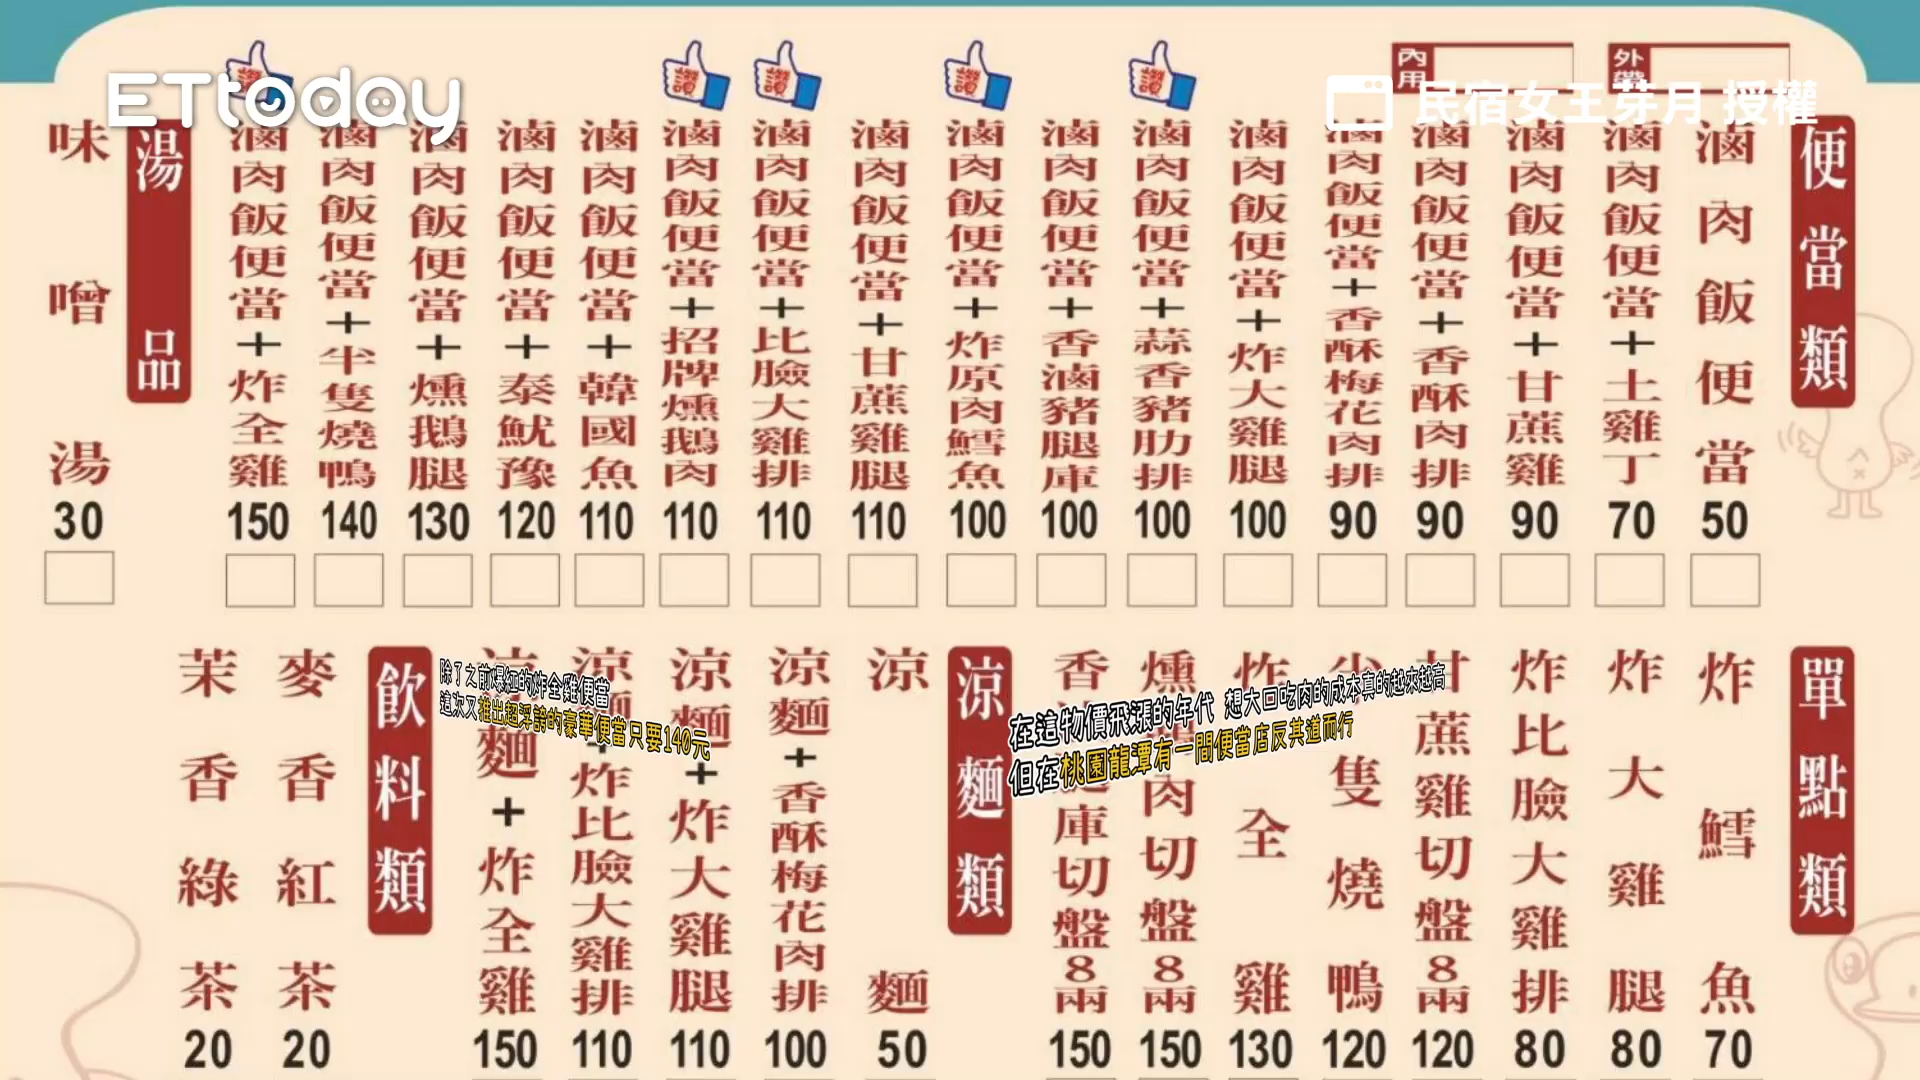 ETtoday
民宿女王芽月 授權
內用
外帶
便當類
滷肉飯便當 50
滷肉飯便當+土雞丁 70
滷肉飯便當+甘蔗雞 90
滷肉飯便當+香酥肉排 90
滷肉飯便當+香酥梅花肉排 90
滷肉飯便當+炸大雞腿 100
讚
滷肉飯便當+蒜香豬肋排 100
滷肉飯便當+香滷豬腿庫 100
讚
滷肉飯便當+炸原肉鱈魚 100
滷肉飯便當+甘蔗雞腿 110
讚
滷肉飯便當+比臉大雞排 110
讚
滷肉飯便當+招牌燻鵝肉 110
滷肉飯便當+韓國魚 110
滷肉飯便當+泰魷豫 120
滷肉飯便當+燻鵝腿 130
滷肉飯便當+半隻燒鴨 140
滷肉飯便當+炸全雞 150
湯品
味噌湯 30
單點類
炸鱈魚 70
炸大雞腿 80
炸比臉大雞排 80
甘蔗雞切盤8兩 120
隻燒鴨 120
炸全雞 130
燻肉切盤8兩 150
香庫切盤8兩 150
涼麵類
涼麵 50
涼麵+香酥梅花肉排 100
涼麵+炸大雞腿 110
涼麵+炸比臉大雞排 110
涼麵+炸全雞 150
飲料類
麥香紅茶 20
茉香綠茶 20
除了之前爆紅的炸全雞便當
這次又推出超浮誇的豪華便當只要140元
在這物價飛漲的年代 想大口吃肉的成本真的越來越高
但在桃園龍潭有一間便當店反其道而行